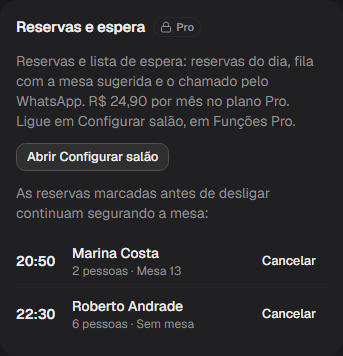 Reservas e espera Pro
Reservas e lista de espera: reservas do dia, fila
com a mesa sugerida e o chamado pelo
WhatsApp. R$ 24,90 por mês no plano Pro.
Ligue em Configurar salão, em Funções Pro.
Abrir Configurar salão
As reservas marcadas antes de desligar
continuam segurando a mesa:
20:50 Marina Costa Cancelar
2 pessoas · Mesa 13
22:30 Roberto Andrade Cancelar
6 pessoas · Sem mesa